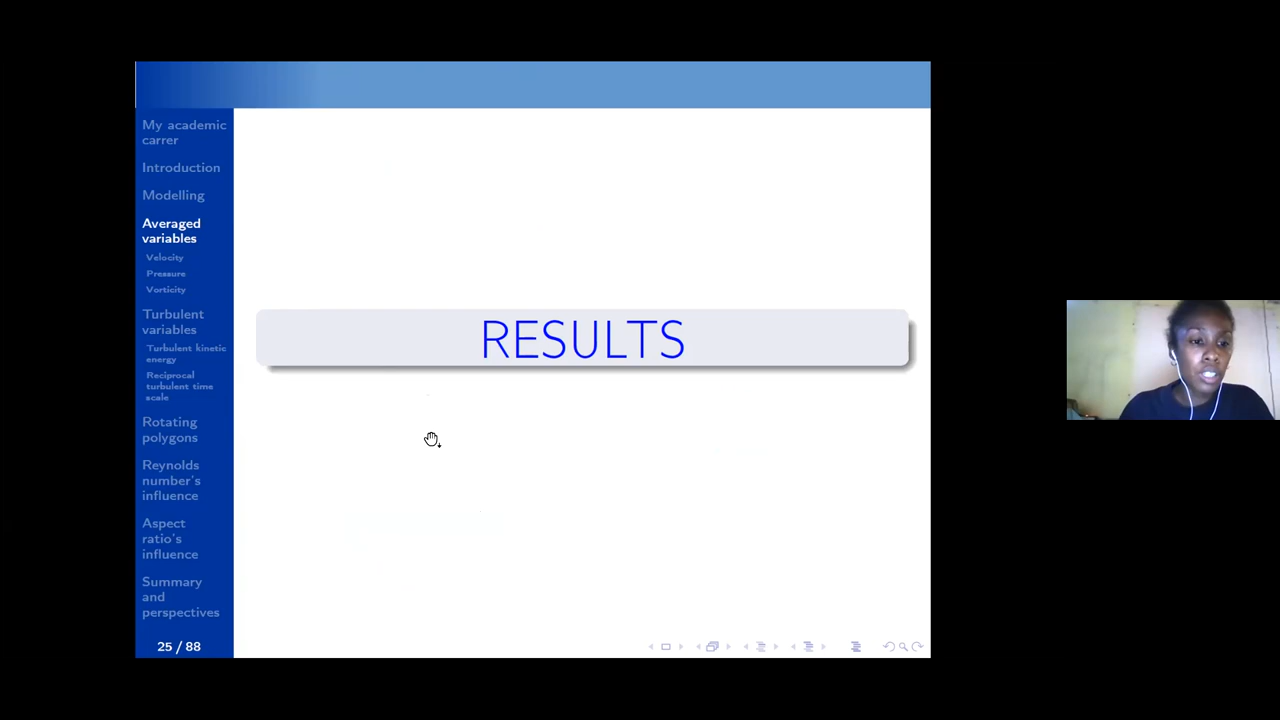 My academic
carrer
Introduction
Modelling
Averaged
variables
Velocity
Pressure
Vorticity
Turbulent
variables
Turbulent kinetic
energy
Reciprocal
turbulent time
scale
Rotating
polygons
Reynolds
number's
influence
Aspect
ratio's
influence
Summary
and
perspectives
25 / 88
RESULTS